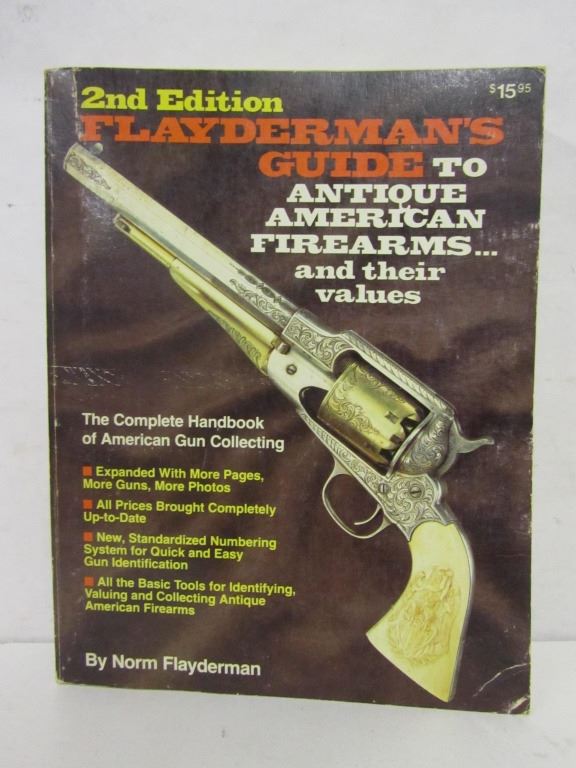 $15.95
2nd Edition
FLAYDERMAN'S
GUIDE TO
ANTIQUE
AMERICAN
FIREARMS...
and their
values
The Complete Handbook
of American Gun Collecting
Expanded With More Pages,
More Guns, More Photos
All Prices Brought Completely
Up-to-Date
New, Standardized Numbering
System for Quick and Easy
Gun Identification
All the Basic Tools for Identifying,
Valuing and Collecting Antique
American Firearms
By Norm Flayderman